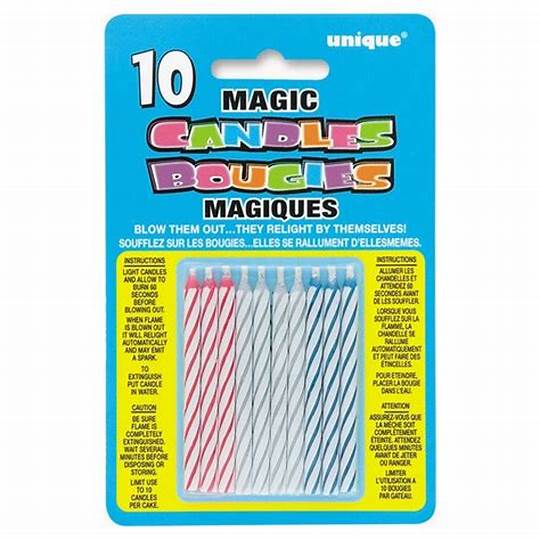 unique®
10
MAGIC
CANDLES
BOUGIES
MAGIQUES
BLOW THEM OUT...THEY RELIGHT BY THEMSELVES!
SOUFFLEZ SUR LES BOUGIES...ELLES SE RALLUMENT D'ELLESMEMES.
INSTRUCTIONS
LIGHT CANDLES
AND ALLOW TO
BURN 60
SECONDS
BEFORE
BLOWING OUT.
WHEN FLAME
IS BLOWN OUT
IT WILL RELIGHT
AUTOMATICALLY
AND MAY EMIT
A SPARK.
TO
EXTINGUISH
PUT CANDLE
IN WATER.
CAUTION
BE SURE
FLAME IS
COMPLETELY
EXTINGUISHED.
WAIT SEVERAL
MINUTES BEFORE
DISPOSING OR
STORING.
LIMIT USE
TO 10
CANDLES
PER CAKE.
INSTRUCTIONS
ALLUMER LES
CHANDELLES ET
ATTENDEZ
60 SECONDES AVANT
DE LES SOUFFLER.
LORSQUE VOUS
SOUFFLEZ SUR LA
FLAMME, LA
CHANDELLE SE
RALLUME
AUTOMATIQUEMENT
ET PEUT FAIRE DES
ÉTINCELLES.
POUR ETEINDRE,
PLACER LA BOUGIE
DANS L'EAU.
ATTENTION
ASSUREZ-VOUS QUE
LA MÈCHE SOIT
COMPLÈTEMENT
ÉTEINTE. ATTENDEZ
QUELQUES MINUTES
AVANT DE JETER
OU RANGER.
LIMITER
L'UTILISATION A
10 BOUGIES
PAR GATEAU.